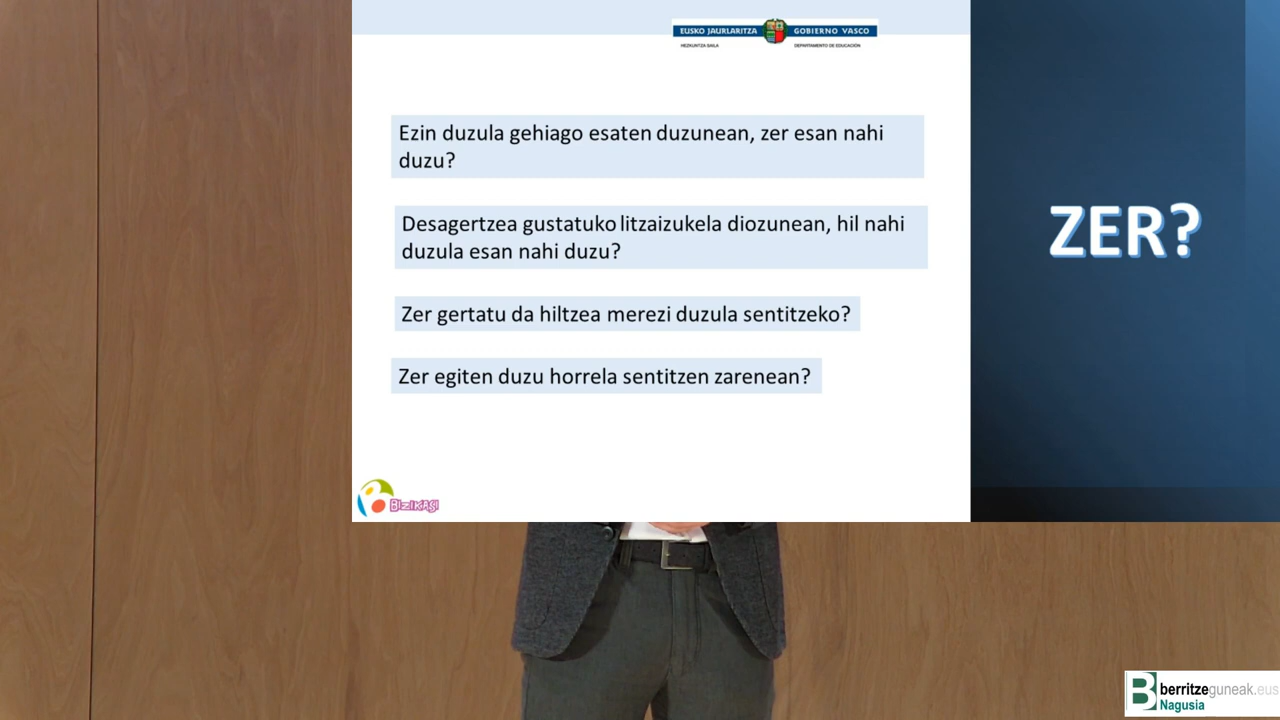 EUSKO JAURLARITZA GOBIERNO VASCO
HEZKUNTZA SAILA DEPARTAMENTO DE EDUCACIÓN
Ezin duzula gehiago esaten duzunean, zer esan nahi
duzu?
Desagertzea gustatuko litzaizukela diozunean, hil nahi
duzula esan nahi duzu?
Zer gertatu da hiltzea merezi duzula sentitzeko?
Zer egiten duzu horrela sentitzen zarenean?
ZER?
BIZIKASI
berritzeguneak.eus
Nagusia